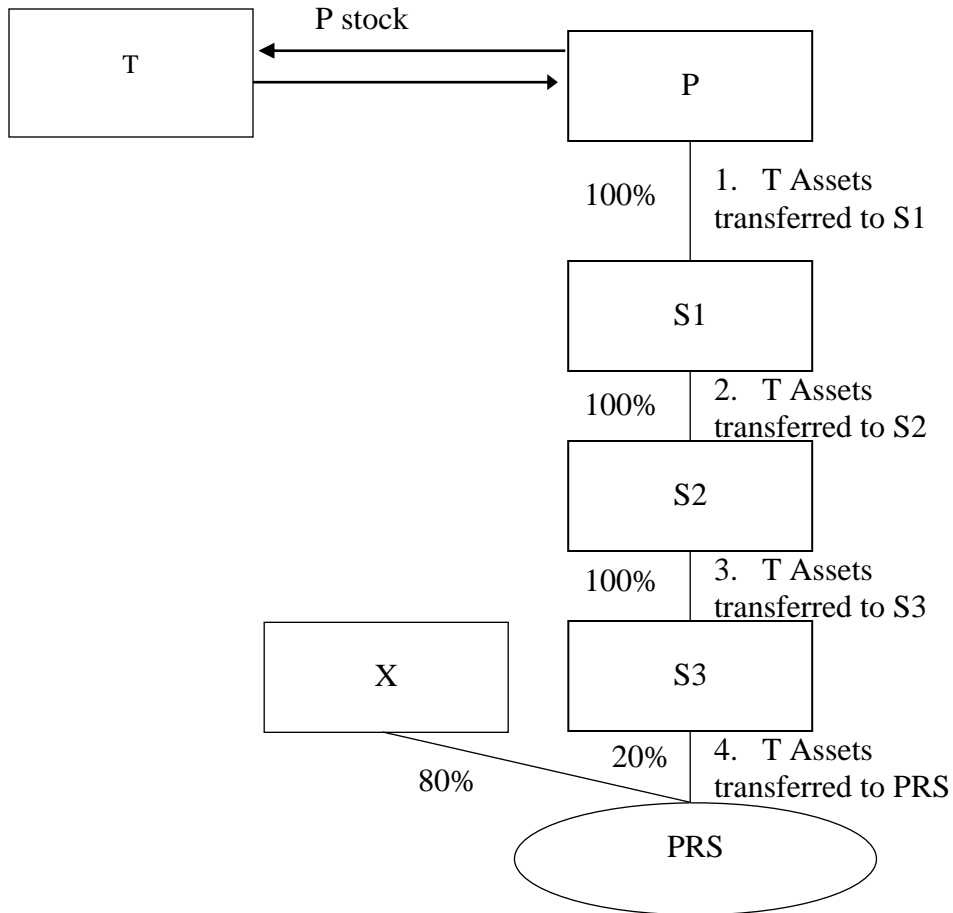 P stock
T
P
100%
1. T Assets
transferred to S1
S1
100%
2. T Assets
transferred to S2
S2
100%
3. T Assets
transferred to S3
X
S3
80%
20%
4. T Assets
transferred to PRS
PRS